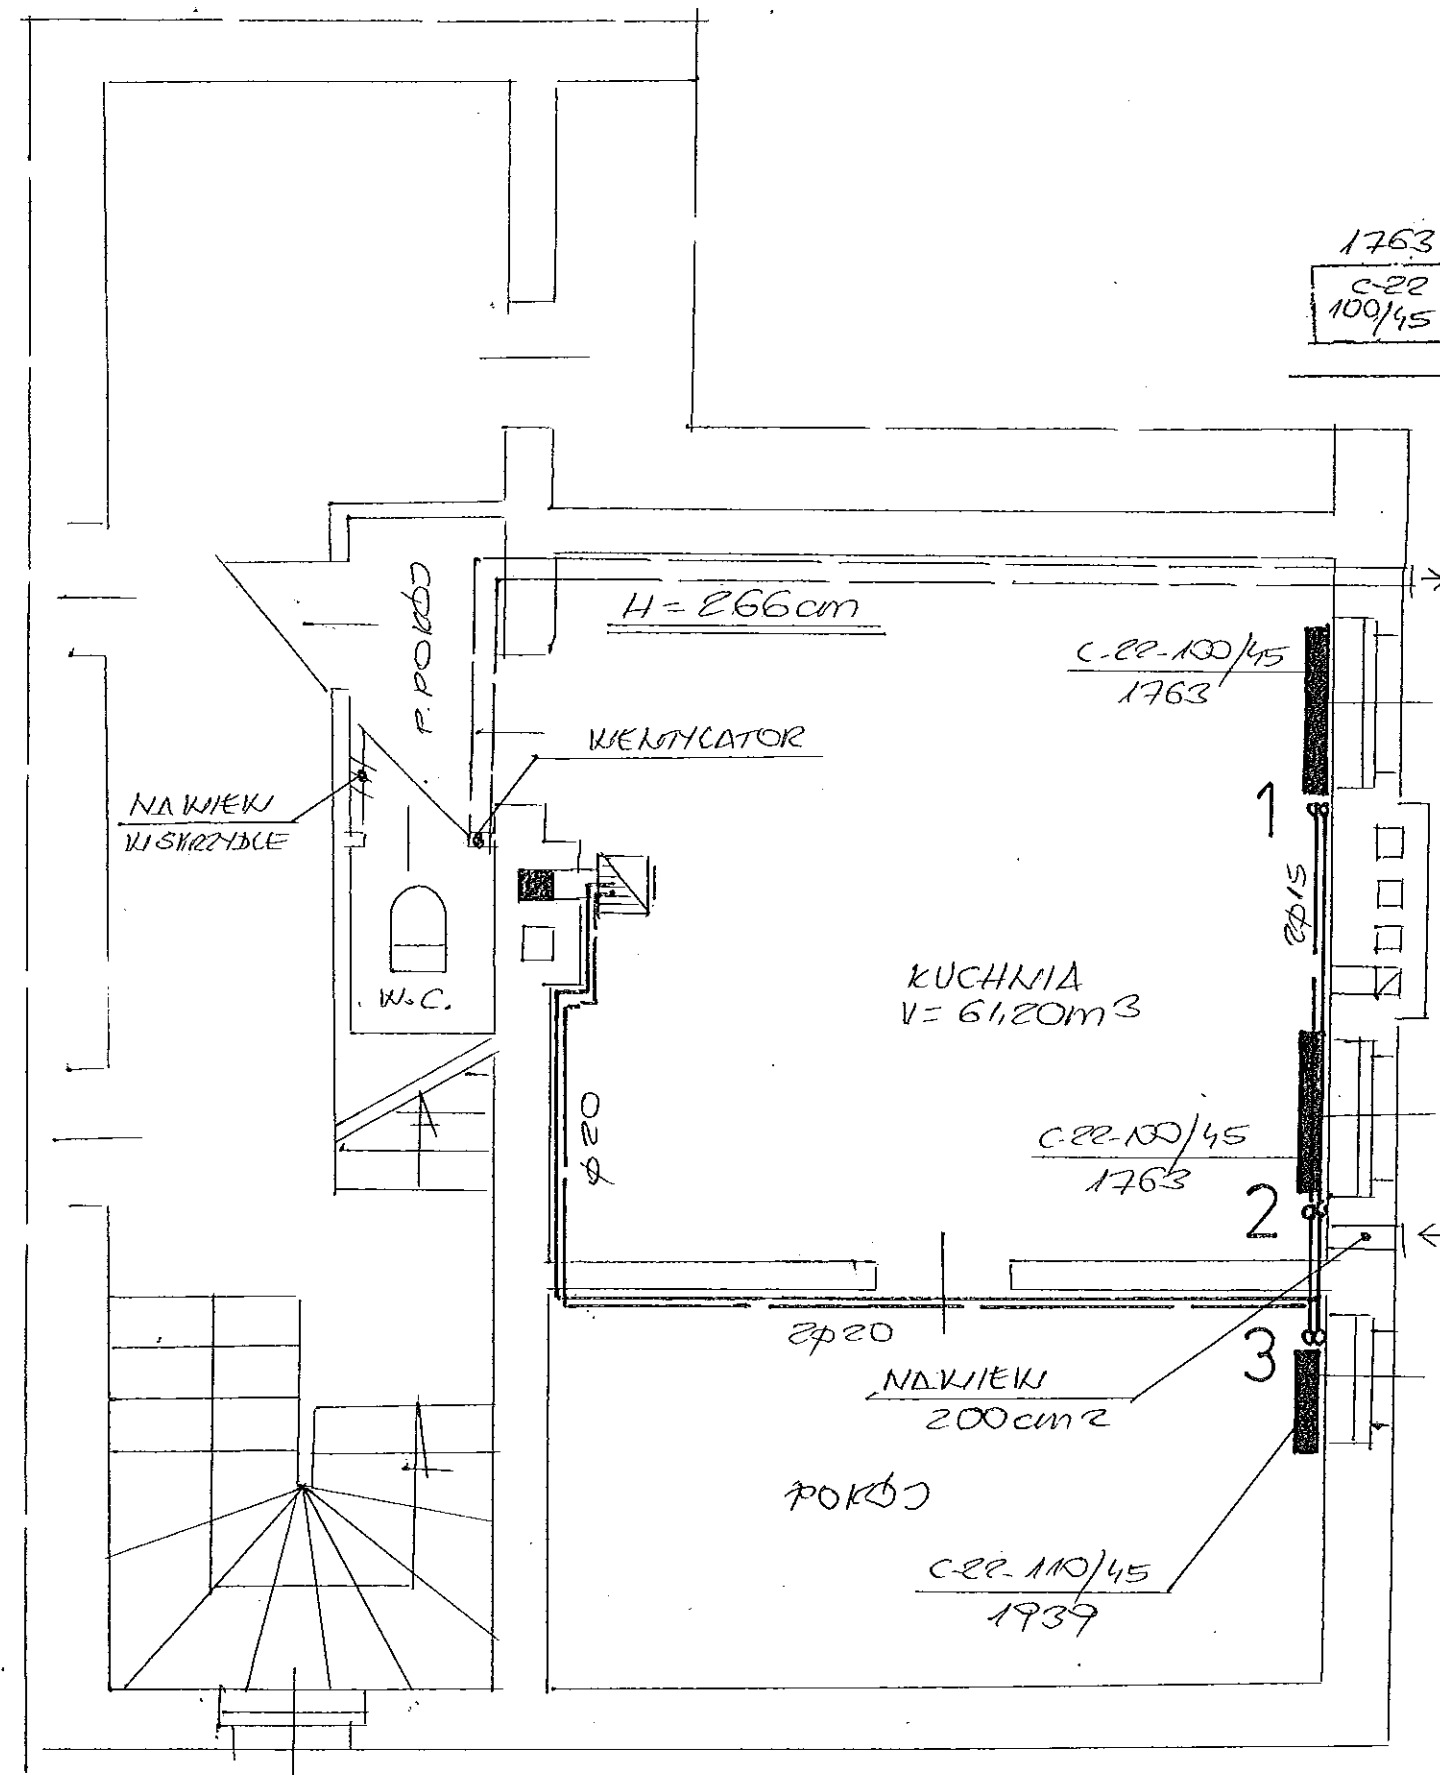 1763
C-22
100/45
H = 266cm
P. POKÓJ
C-22-100/45
1763
WENTYLATOR
NAWIEW
W SKRZYDLE
1
2φ15
KUCHNIA
V= 61,20m3
W.C.
φ20
C-22-100/45
1763
2
2φ20
3
NAWIEW
200cm2
POKÓJ
C-22-110/45
1939